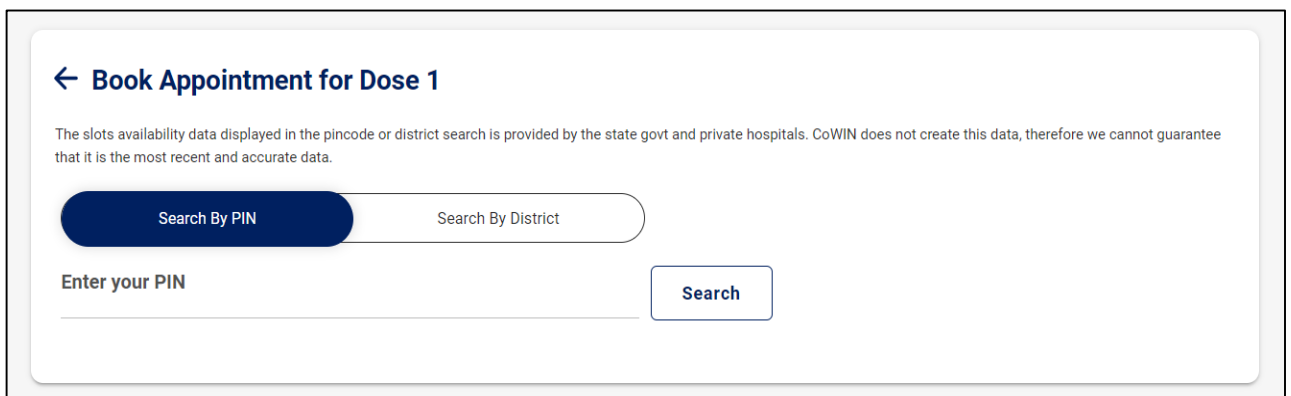 Book Appointment for Dose 1
The slots availability data displayed in the pincode or district search is provided by the state govt and private hospitals. CoWIN does not create this data, therefore we cannot guarantee
that it is the most recent and accurate data.
Search By PIN
Search By District
Enter your PIN
Search